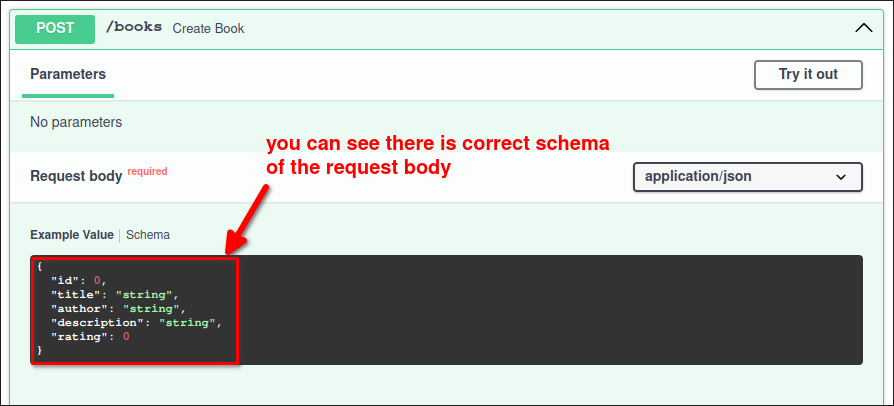 POST /books Create Book
Parameters
Try it out
No parameters
you can see there is correct schema
of the request body
Request body required
application/json
Example Value | Schema
{
  "id": 0,
  "title": "string",
  "author": "string",
  "description": "string",
  "rating": 0
}